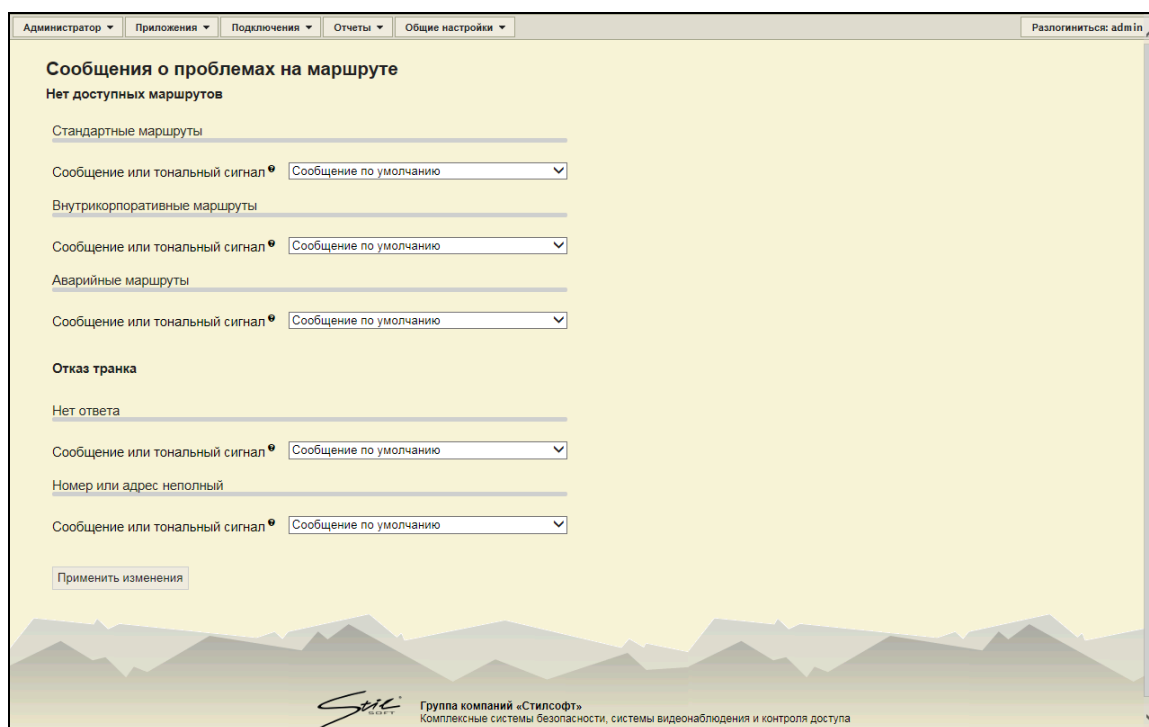 Администратор Приложения Подключения Отчеты Общие настройки Разлогиниться: admin
Сообщения о проблемах на маршруте
Нет доступных маршрутов
Стандартные маршруты
Сообщение или тональный сигнал Сообщение по умолчанию
Внутрикорпоративные маршруты
Сообщение или тональный сигнал Сообщение по умолчанию
Аварийные маршруты
Сообщение или тональный сигнал Сообщение по умолчанию
Отказ транка
Нет ответа
Сообщение или тональный сигнал Сообщение по умолчанию
Номер или адрес неполный
Сообщение или тональный сигнал Сообщение по умолчанию
Применить изменения
Stil SOFT Группа компаний «Стилсофт»
Комплексные системы безопасности, системы видеонаблюдения и контроля доступа